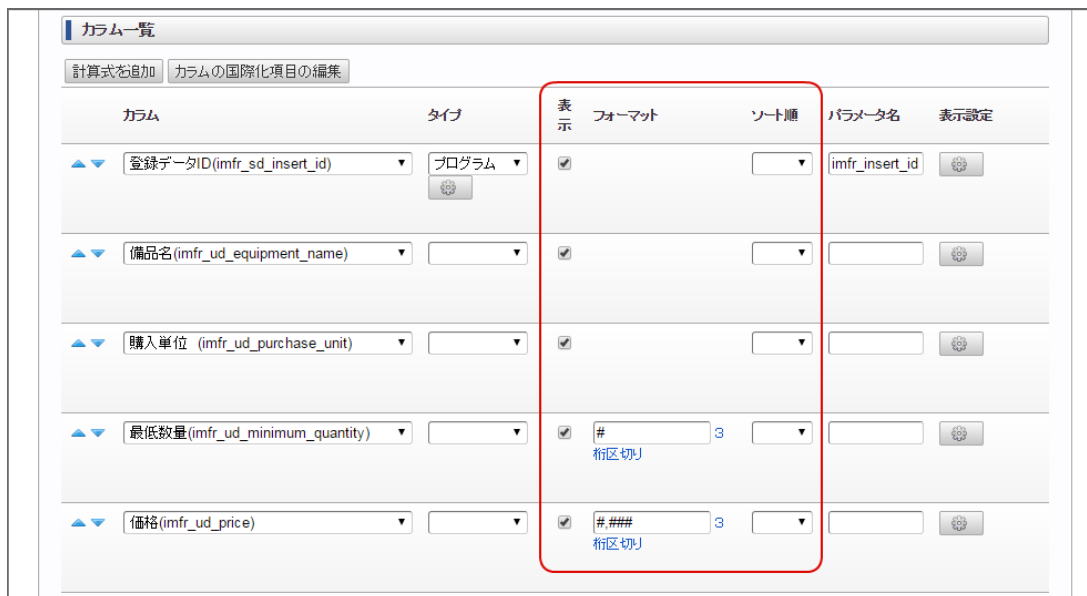 カラム一覧
計算式を追加 カラムの国際化項目の編集
カラム タイプ 表示 フォーマット ソート順 パラメータ名 表示設定
登録データID(imfr_sd_insert_id) プログラム imfr_insert_id
備品名(imfr_ud_equipment_name)
購入単位 (imfr_ud_purchase_unit)
最低数量(imfr_ud_minimum_quantity) # 3
桁区切り
価格(imfr_ud_price) #,### 3
桁区切り